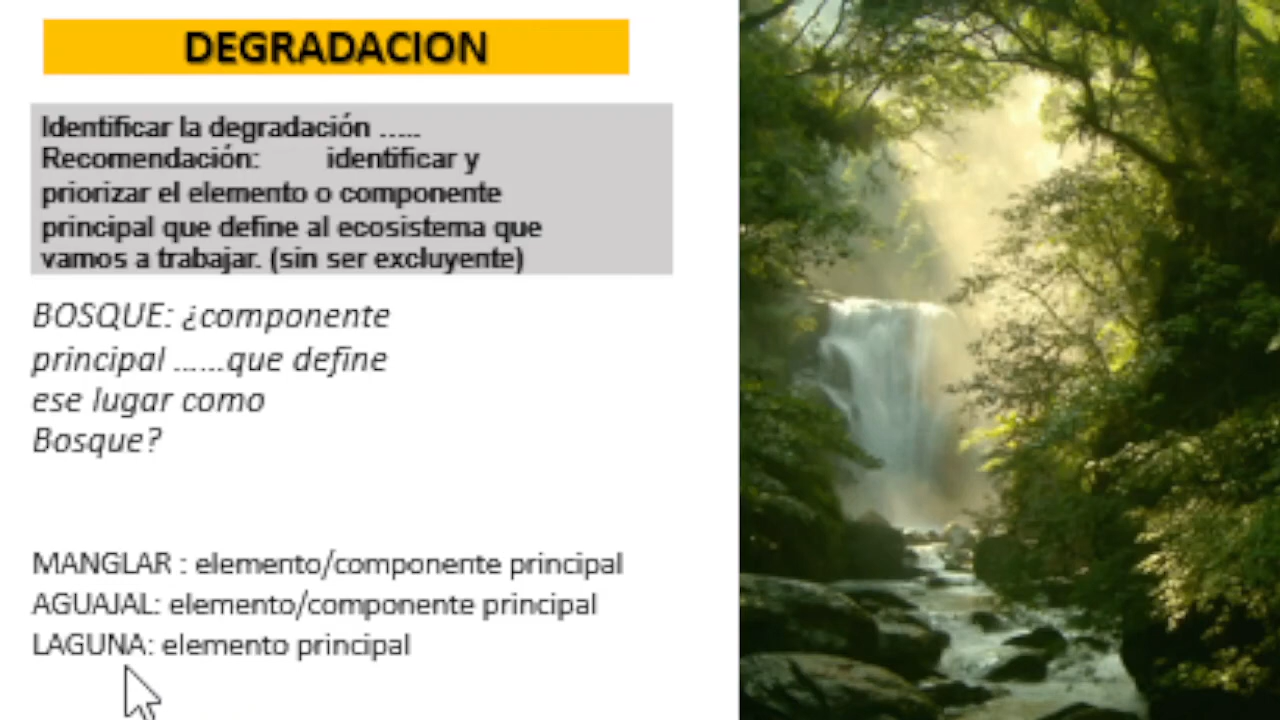 DEGRADACION
Identificar la degradación .....
Recomendación: identificar y
priorizar el elemento o componente
principal que define al ecosistema que
vamos a trabajar. (sin ser excluyente)
BOSQUE: ¿componente
principal ......que define
ese lugar como
Bosque?
MANGLAR : elemento/componente principal
AGUAJAL: elemento/componente principal
LAGUNA: elemento principal